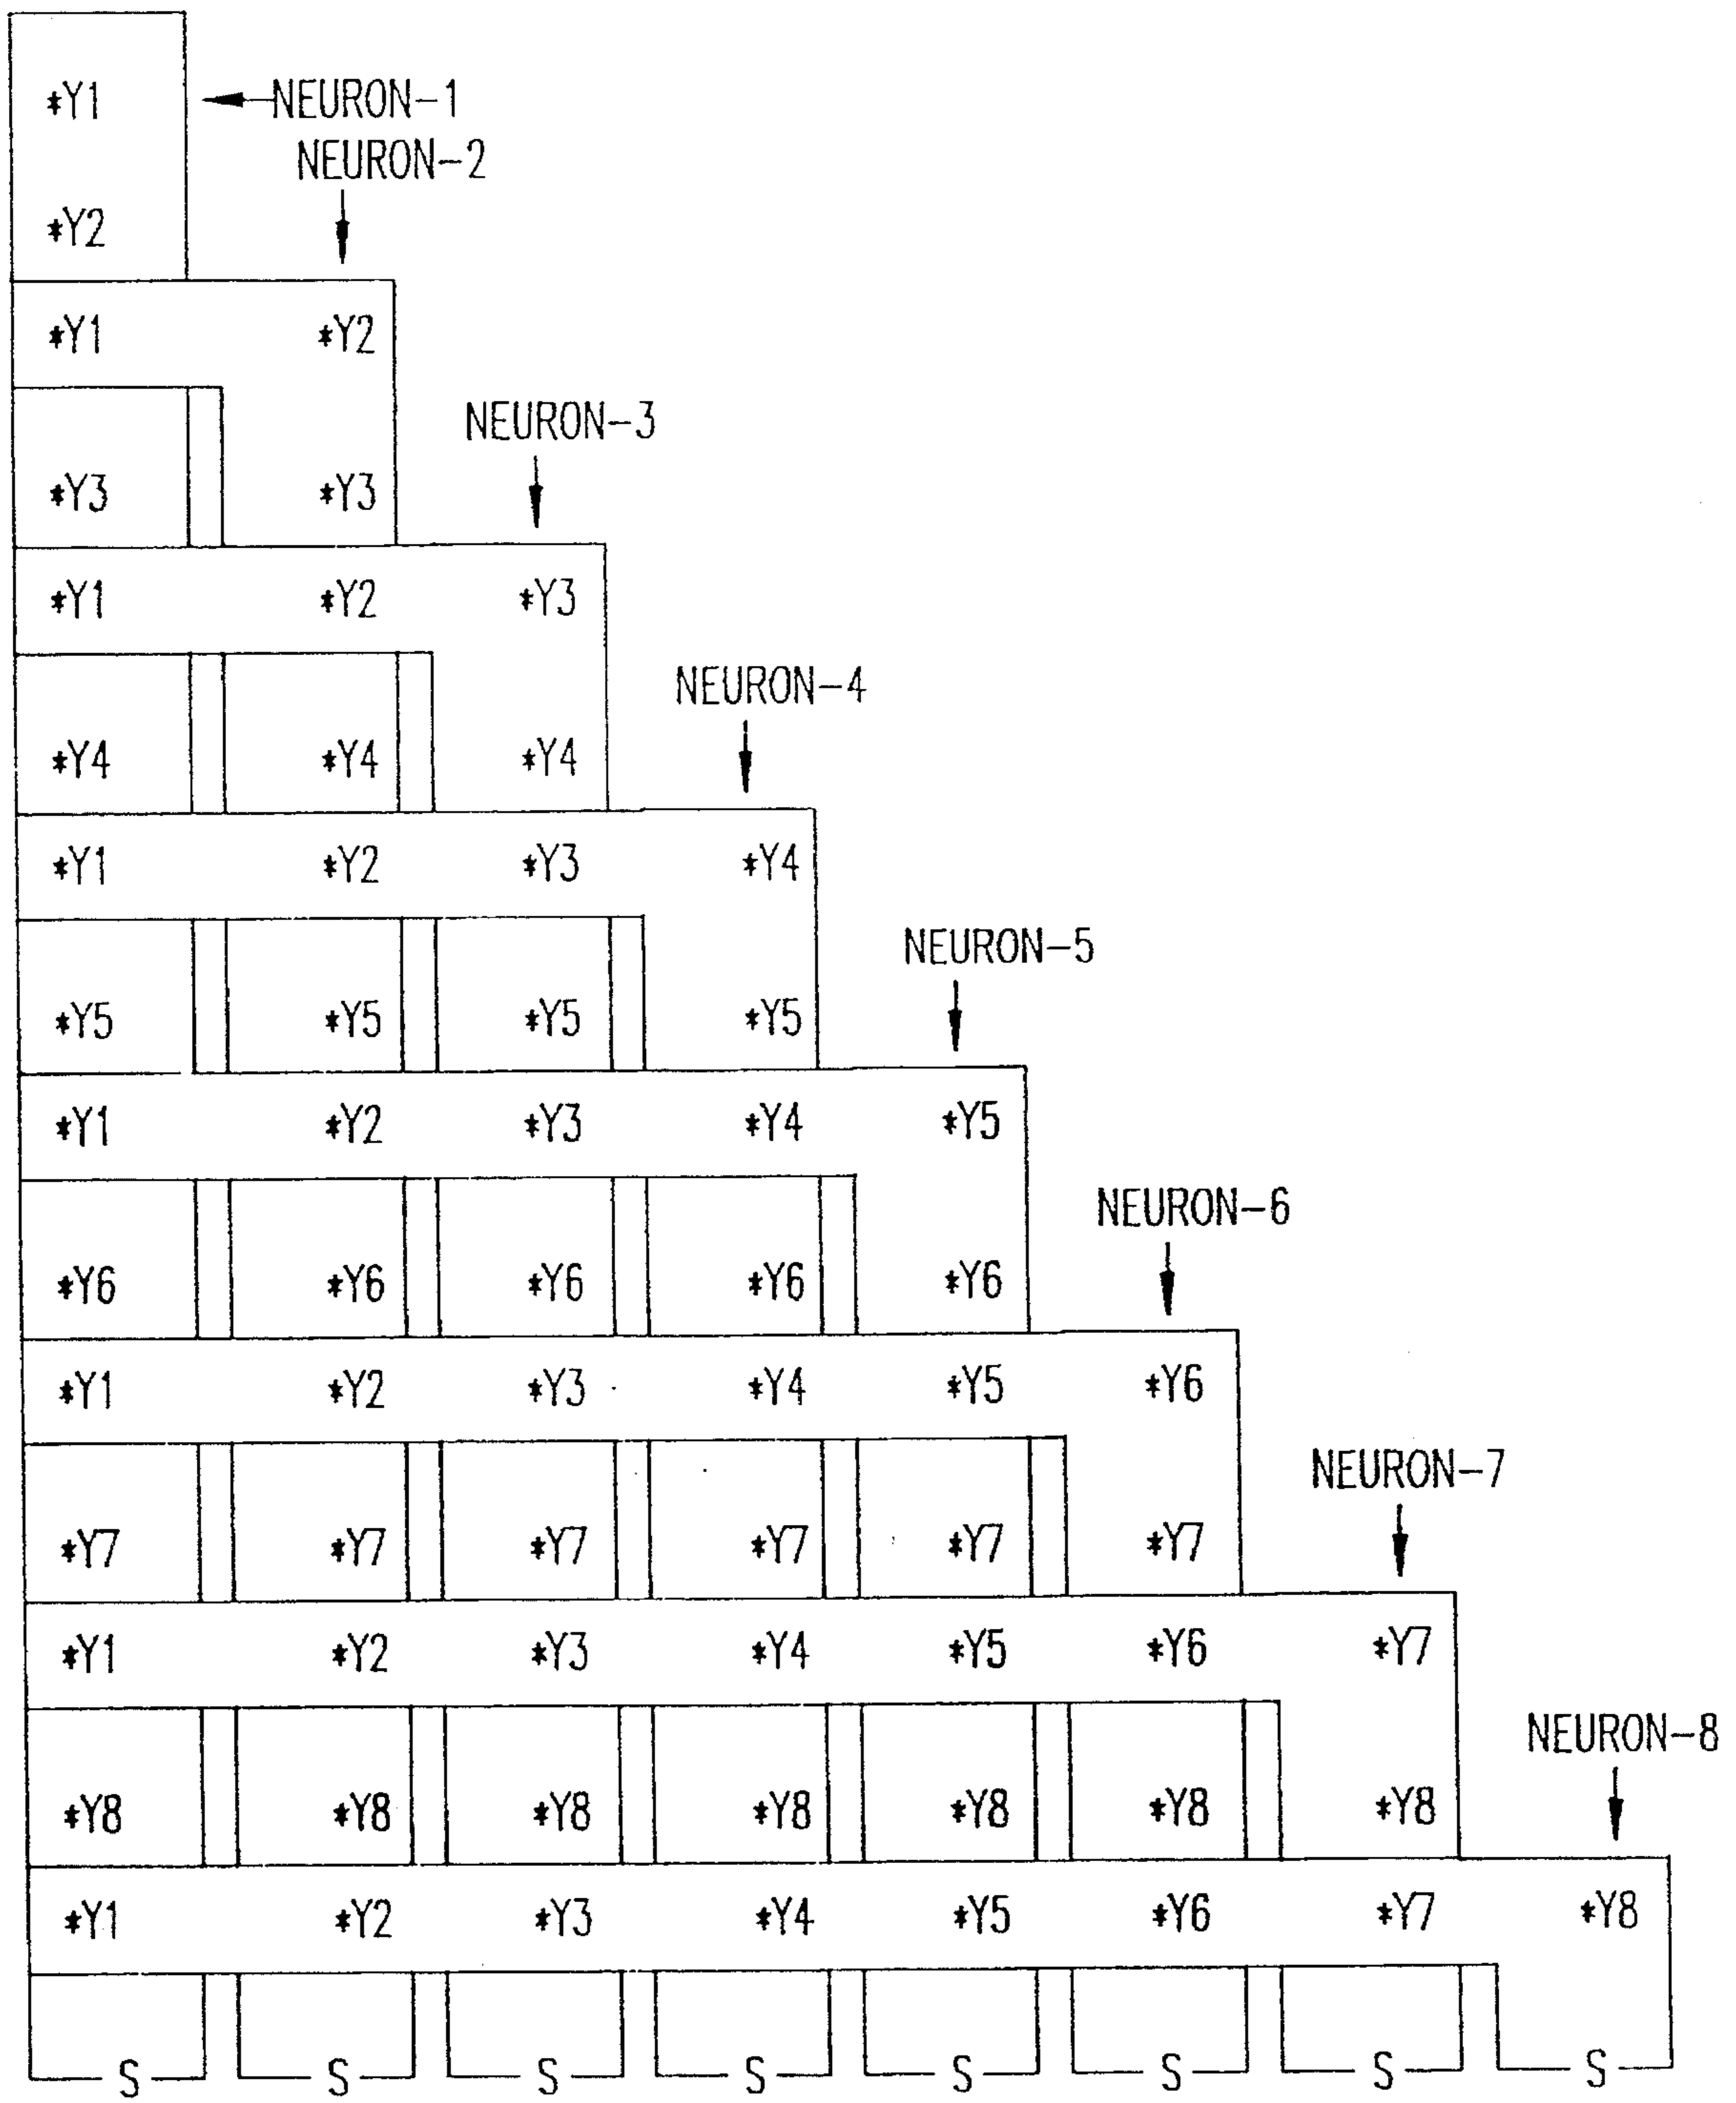 *Y1 NEURON-1
NEURON-2
*Y2
*Y1 *Y2
NEURON-3
*Y3 *Y3
*Y1 *Y2 *Y3
NEURON-4
*Y4 *Y4 *Y4
*Y1 *Y2 *Y3 *Y4
NEURON-5
*Y5 *Y5 *Y5 *Y5
*Y1 *Y2 *Y3 *Y4 *Y5
NEURON-6
*Y6 *Y6 *Y6 *Y6 *Y6
*Y1 *Y2 *Y3 *Y4 *Y5 *Y6
NEURON-7
*Y7 *Y7 *Y7 *Y7 *Y7 *Y7
*Y1 *Y2 *Y3 *Y4 *Y5 *Y6 *Y7
NEURON-8
*Y8 *Y8 *Y8 *Y8 *Y8 *Y8 *Y8
*Y1 *Y2 *Y3 *Y4 *Y5 *Y6 *Y7 *Y8
S S S S S S S S